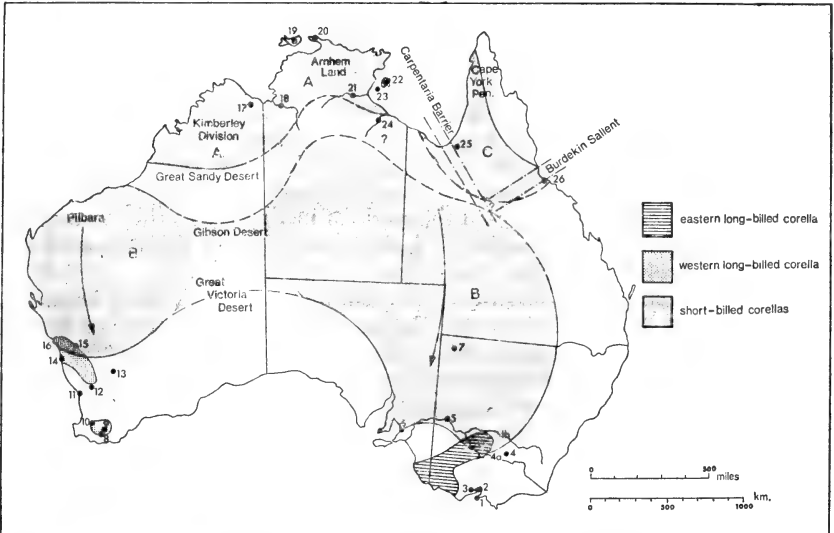 19
20
Arnhem
Land
A
22
23
21
18
17
Kimberley
Division
A
24
?
Great Sandy Desert
Carpentaria Barrier
Cape
York
Pen.
25
C
Burdekin Salient
26
Pilbara
B
Gibson Desert
Great
Victoria
Desert
B
16
15
14
13
12
11
10
7
5
6
4a
4
3
2
1
eastern long-billed corella
western long-billed corella
short-billed corellas
0
500
miles
km.
0
500
1000